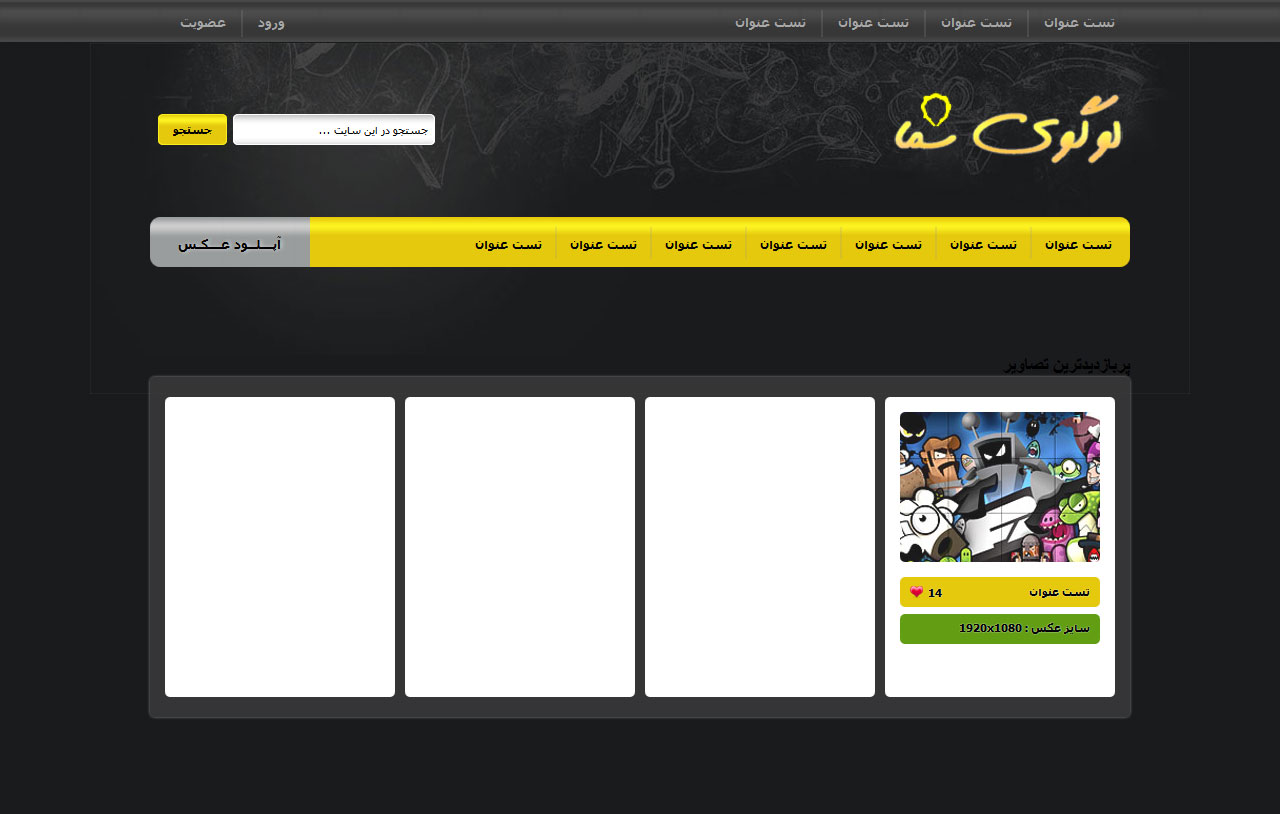 تست عنوان
تست عنوان
تست عنوان
تست عنوان
ورود
عضویت
لوگوی شما
جستجو در این سایت ...
جستجو
تست عنوان
تست عنوان
تست عنوان
تست عنوان
تست عنوان
تست عنوان
تست عنوان
آپـــلــود عـــکــس
پربازدیدترین تصاویر
تست عنوان
14
سایز عکس : 1920x1080